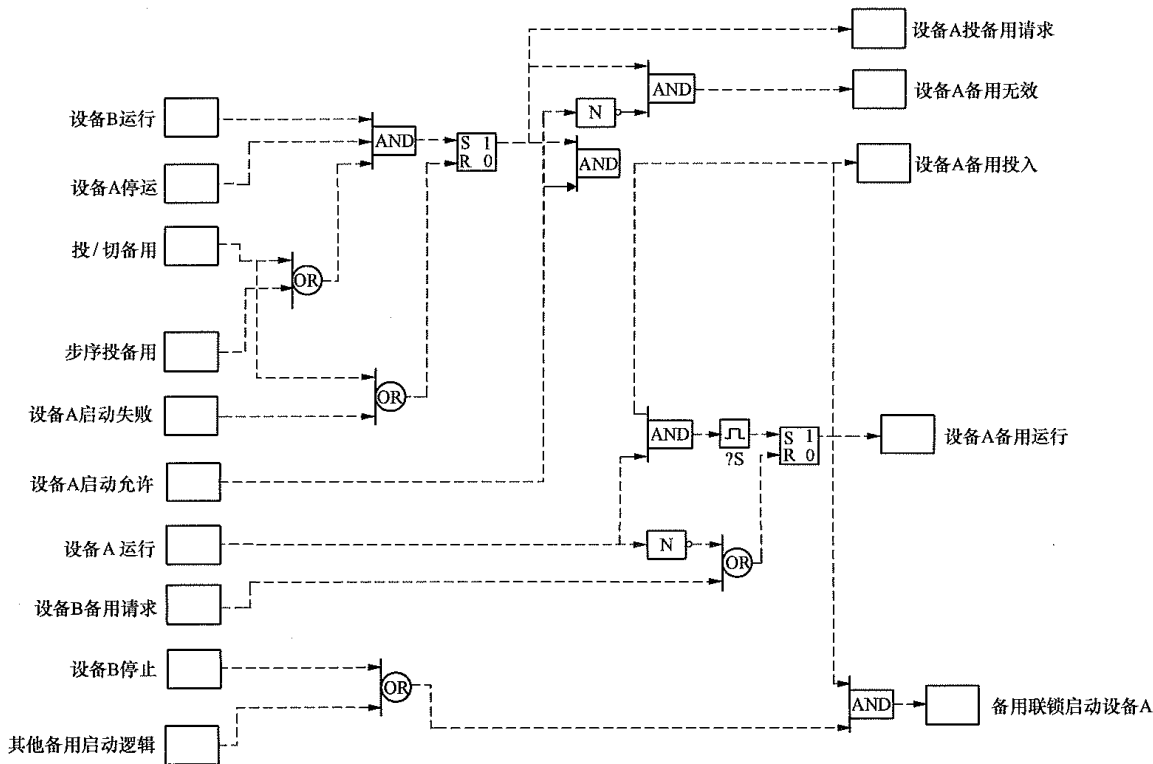 设备A投备用请求
AND
设备A备用无效
N
设备B运行
AND
S 1
R 0
AND
设备A备用投入
设备A停运
投/切备用
OR
步序投备用
OR
设备A启动失败
AND
?S
S 1
R 0
设备A备用运行
设备A启动允许
设备A运行
N
OR
设备B备用请求
设备B停止
OR
AND
备用联锁启动设备A
其他备用启动逻辑